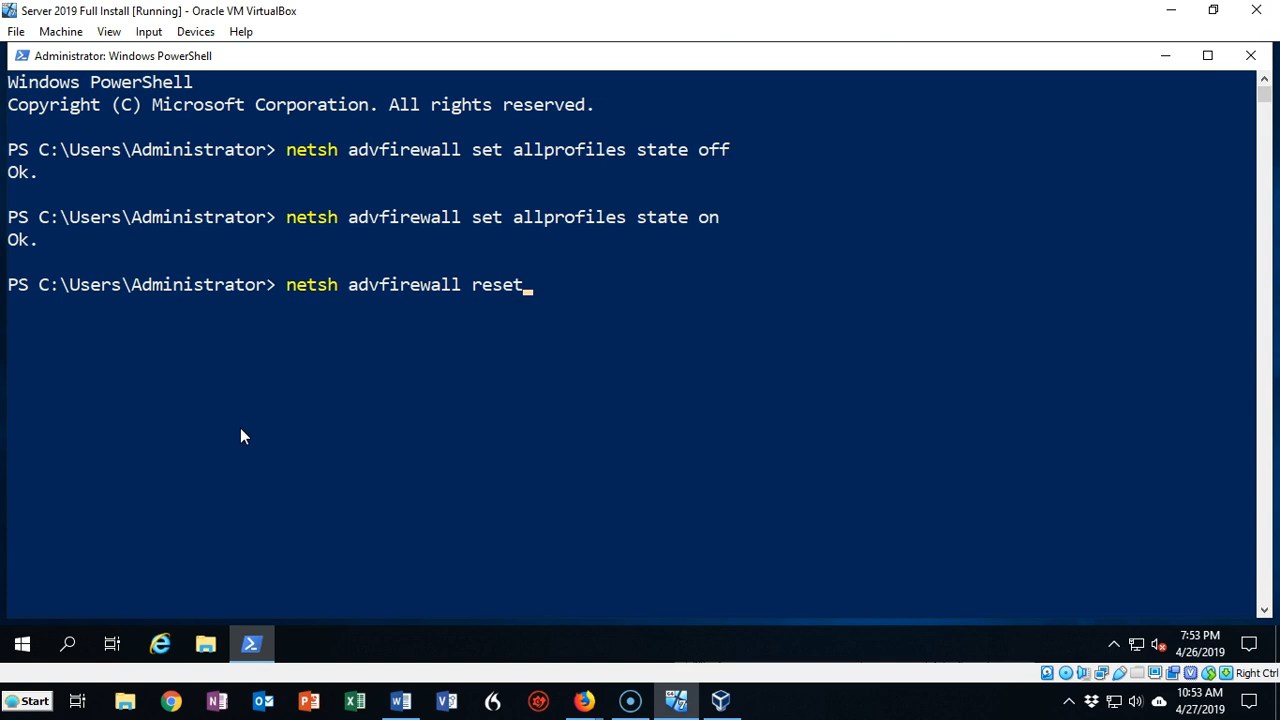 Server 2019 Full Install [Running] - Oracle VM VirtualBox
File Machine View Input Devices Help
Administrator: Windows PowerShell
Windows PowerShell
Copyright (C) Microsoft Corporation. All rights reserved.
PS C:\Users\Administrator> netsh advfirewall set allprofiles state off
Ok.
PS C:\Users\Administrator> netsh advfirewall set allprofiles state on
Ok.
PS C:\Users\Administrator> netsh advfirewall reset
7:53 PM
4/26/2019
Right Ctrl
Start
10:53 AM
4/27/2019